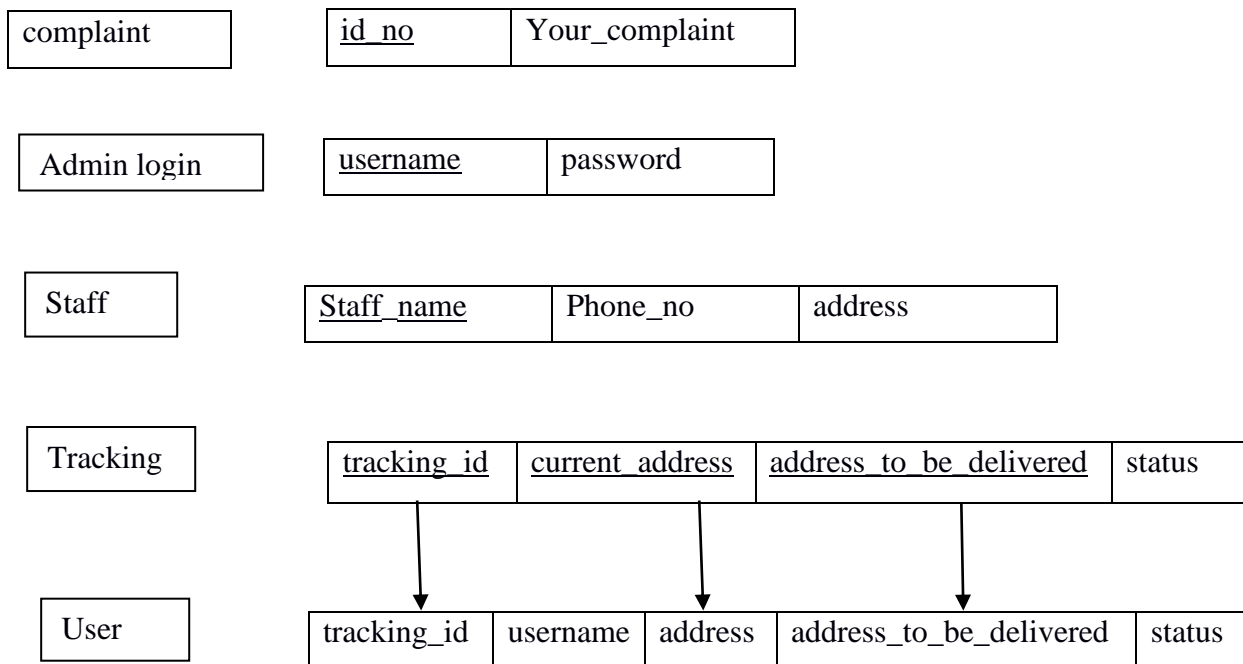 complaint id_no Your_complaint
Admin login username password
Staff Staff_name Phone_no address
Tracking tracking_id current_address address_to_be_delivered status
User tracking_id username address address_to_be_delivered status